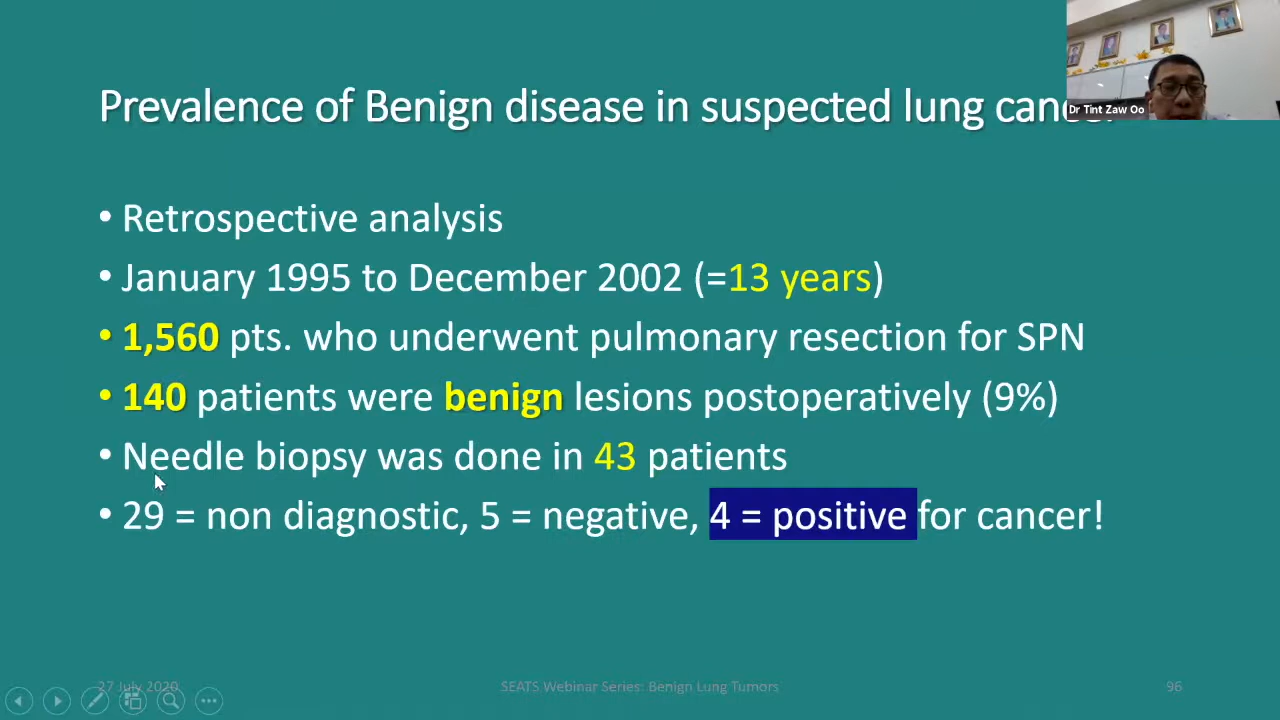 Dr Tint Zaw Oo
Prevalence of Benign disease in suspected lung
• Retrospective analysis
• January 1995 to December 2002 (=13 years)
• 1,560 pts. who underwent pulmonary resection for SPN
• 140 patients were benign lesions postoperatively (9%)
• Needle biopsy was done in 43 patients
• 29 = non diagnostic, 5 = negative, 4 = positive for cancer!
27 July 2020
SEATS Webinar Series: Benign Lung Tumors
96